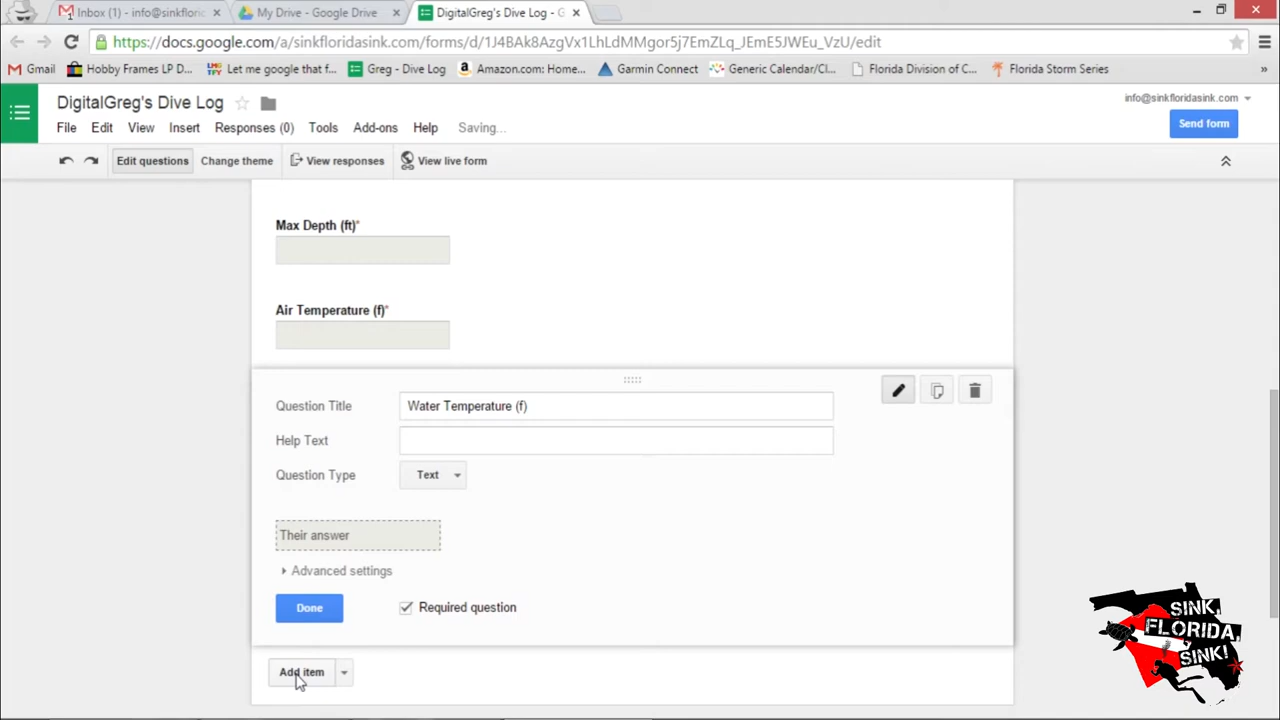 Inbox (1) - info@sinkfloric
My Drive - Google Drive
DigitalGreg's Dive Log - G
https://docs.google.com/a/sinkfloridasink.com/forms/d/1J4BAk8AzgVx1LhLdMMgor5j7EmZLq_JEmE5JWEu_VzU/edit
Gmail
Hobby Frames LP D...
Let me google that f...
Greg - Dive Log
Amazon.com: Home...
Garmin Connect
Generic Calendar/Cl...
Florida Division of C...
Florida Storm Series
»
DigitalGreg's Dive Log
info@sinkfloridasink.com
File Edit View Insert Responses (0) Tools Add-ons Help Saving...
Send form
Edit questions Change theme View responses View live form
Max Depth (ft)*
Air Temperature (f)*
Question Title Water Temperature (f)
Help Text
Question Type Text
Their answer
Advanced settings
Done Required question
Add item
SINK,
FLORIDA,
SINK!